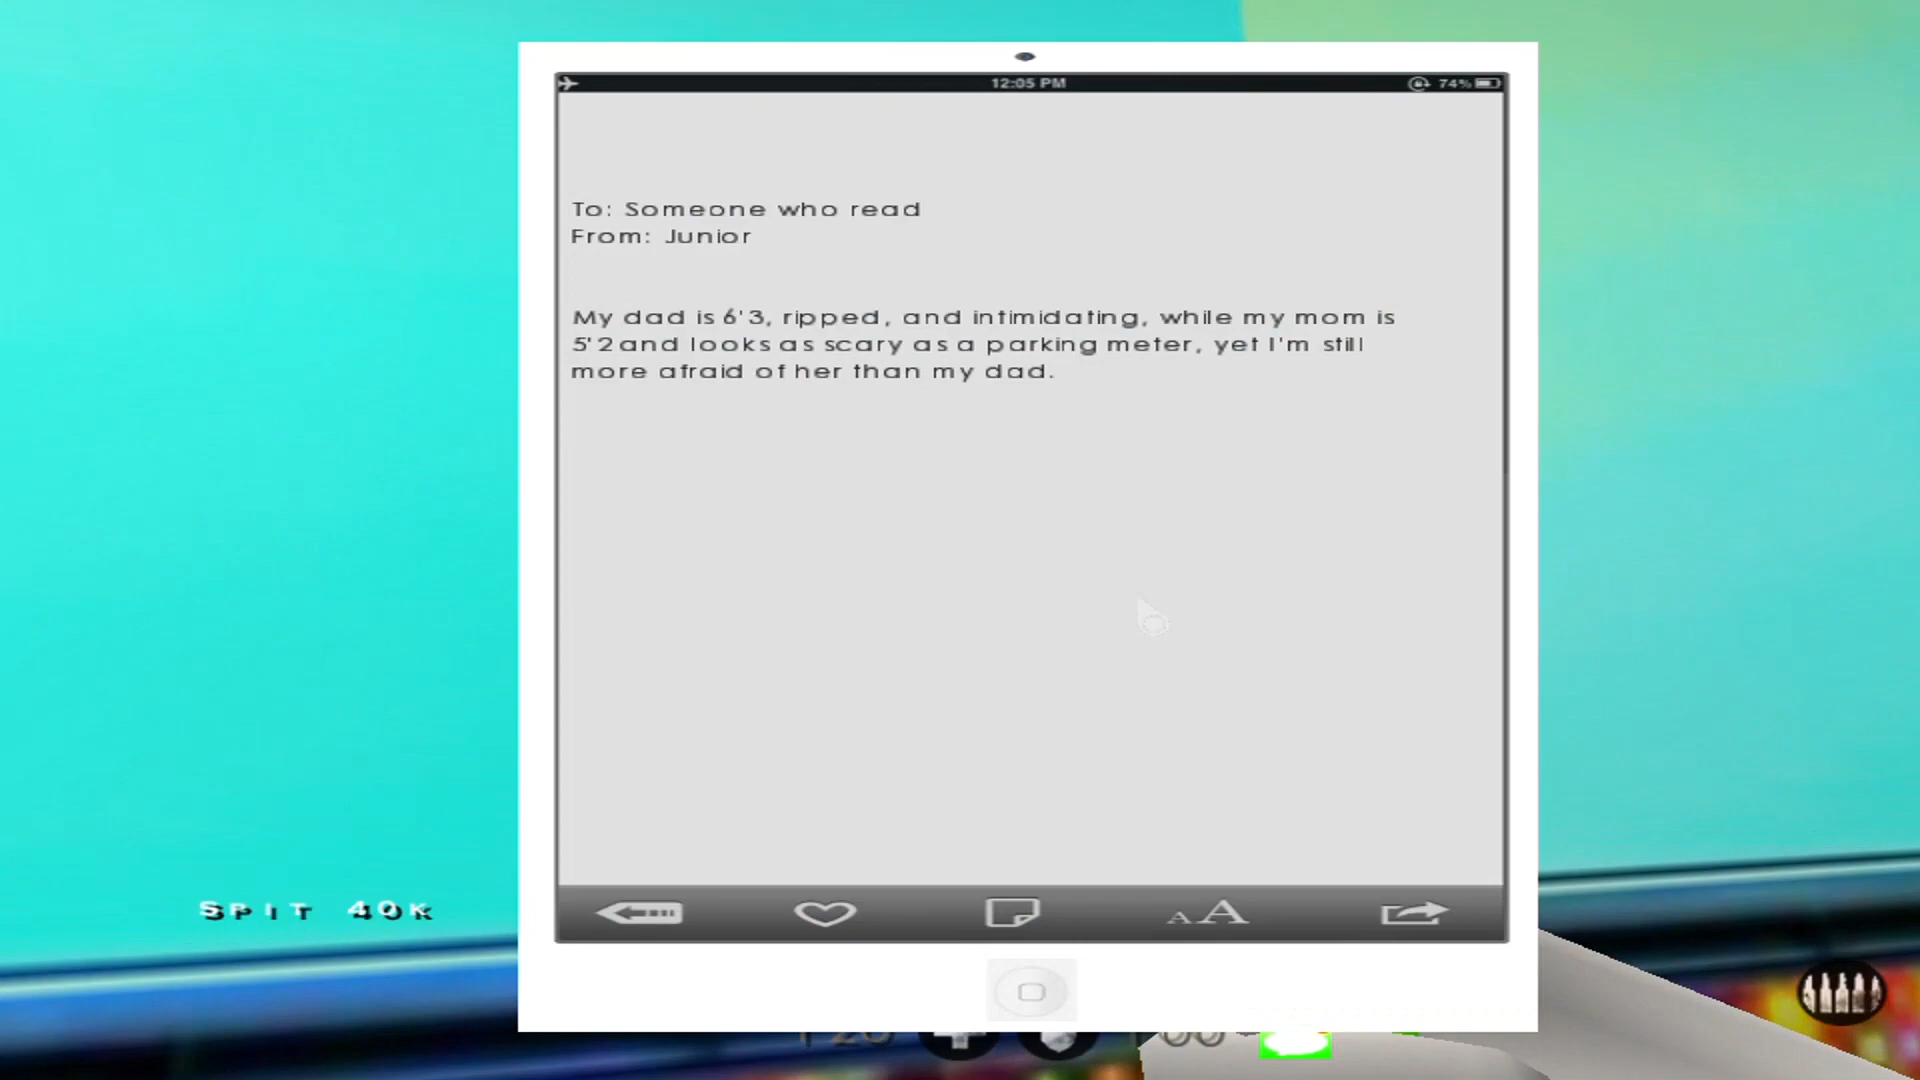 12:05 PM
74%
To: Someone who read
From: Junior
My dad is 6'3, ripped, and intimidating, while my mom is
5'2 and looks as scary as a parking meter, yet I'm still
more afraid of her than my dad.
AA
SPIT 40K